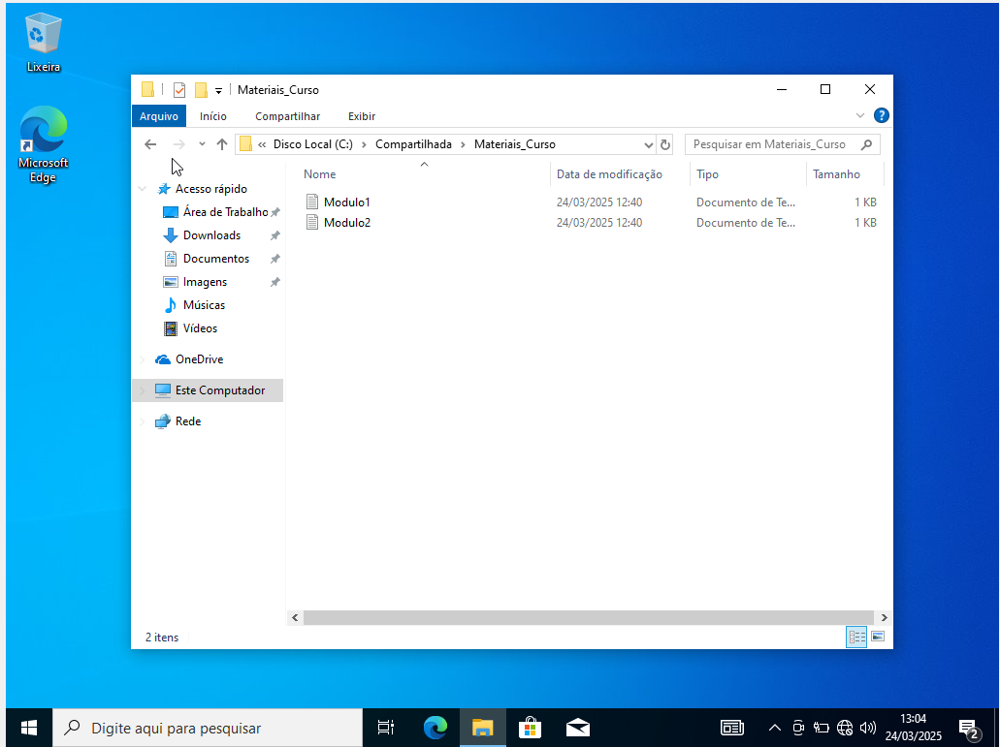 Lixeira
Microsoft
Edge
Materiais_Curso
Arquivo Início Compartilhar Exibir ?
« Disco Local (C:) › Compartilhada › Materiais_Curso
Pesquisar em Materiais_Curso
Acesso rápido
Área de Trabalho
Downloads
Documentos
Imagens
Músicas
Vídeos
OneDrive
Este Computador
Rede
Nome Data de modificação Tipo Tamanho
Modulo1 24/03/2025 12:40 Documento de Te... 1 KB
Modulo2 24/03/2025 12:40 Documento de Te... 1 KB
2 itens
Digite aqui para pesquisar
13:04
24/03/2025
2